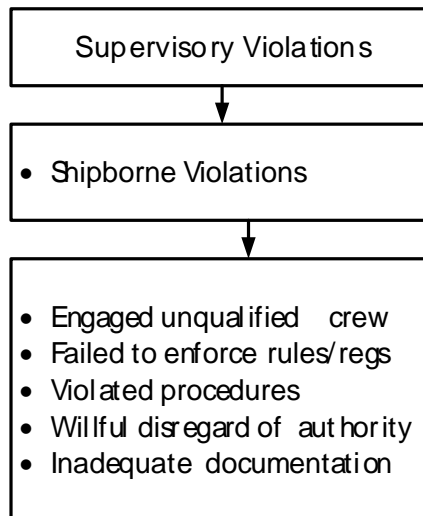 Supervisory Violations
• Shipborne Violations
• Engaged unqualified crew
• Failed to enforce rules/regs
• Violated procedures
• Willful disregard of authority
• Inadequate documentation